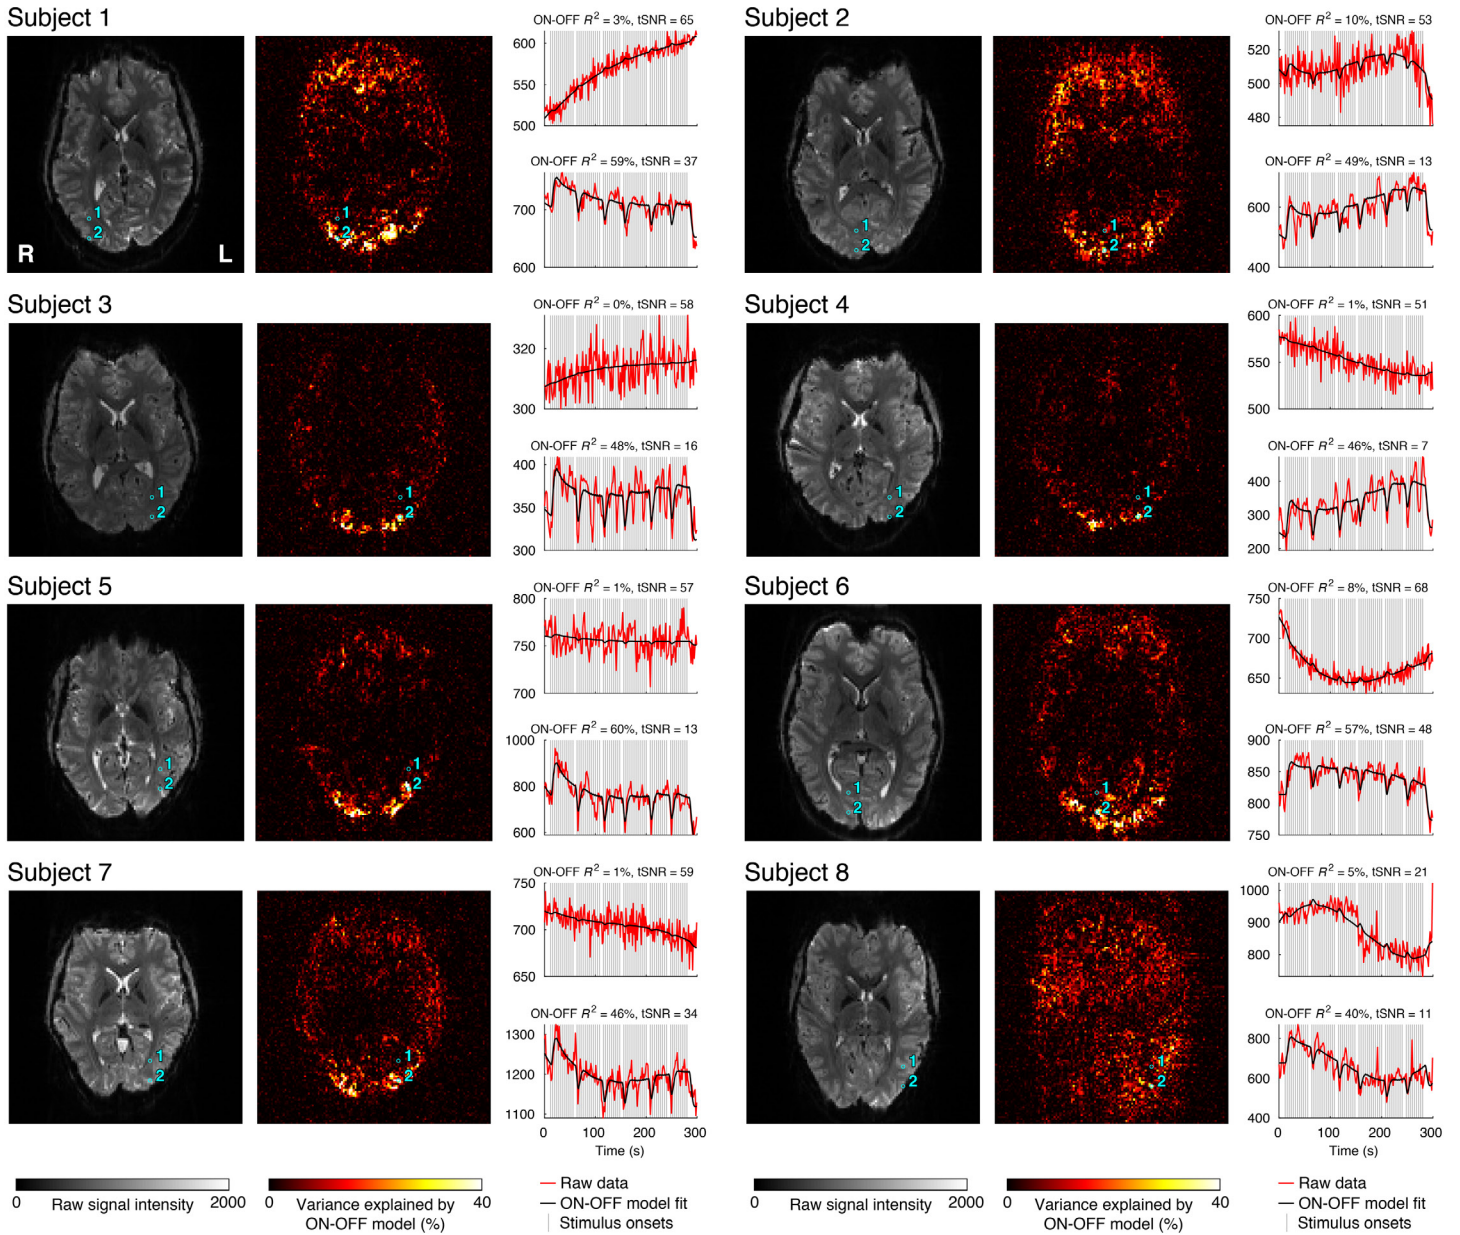 Subject 1
ON-OFF R² = 3%, tSNR = 65
600
550
500
ON-OFF R² = 59%, tSNR = 37
700
600
1
2
R
L
1
2
Subject 2
ON-OFF R² = 10%, tSNR = 53
520
500
480
ON-OFF R² = 49%, tSNR = 13
600
400
1
2
1
2
Subject 3
ON-OFF R² = 0%, tSNR = 58
320
300
ON-OFF R² = 48%, tSNR = 16
400
350
300
1
2
1
2
Subject 4
ON-OFF R² = 1%, tSNR = 51
600
550
500
ON-OFF R² = 46%, tSNR = 7
400
300
200
1
2
1
2
Subject 5
ON-OFF R² = 1%, tSNR = 57
800
750
700
ON-OFF R² = 60%, tSNR = 13
1000
800
600
1
2
1
2
Subject 6
ON-OFF R² = 8%, tSNR = 68
750
700
650
ON-OFF R² = 57%, tSNR = 48
900
850
800
750
1
2
1
2
Subject 7
ON-OFF R² = 1%, tSNR = 59
750
700
650
ON-OFF R² = 46%, tSNR = 34
1300
1200
1100
0 100 200 300
Time (s)
1
2
1
2
Subject 8
ON-OFF R² = 5%, tSNR = 21
1000
900
800
ON-OFF R² = 40%, tSNR = 11
800
600
400
0 100 200 300
Time (s)
1
2
1
2
0 Raw signal intensity 2000
0 Variance explained by 40
ON-OFF model (%)
Raw data
ON-OFF model fit
Stimulus onsets
0 Raw signal intensity 2000
0 Variance explained by 40
ON-OFF model (%)
Raw data
ON-OFF model fit
Stimulus onsets